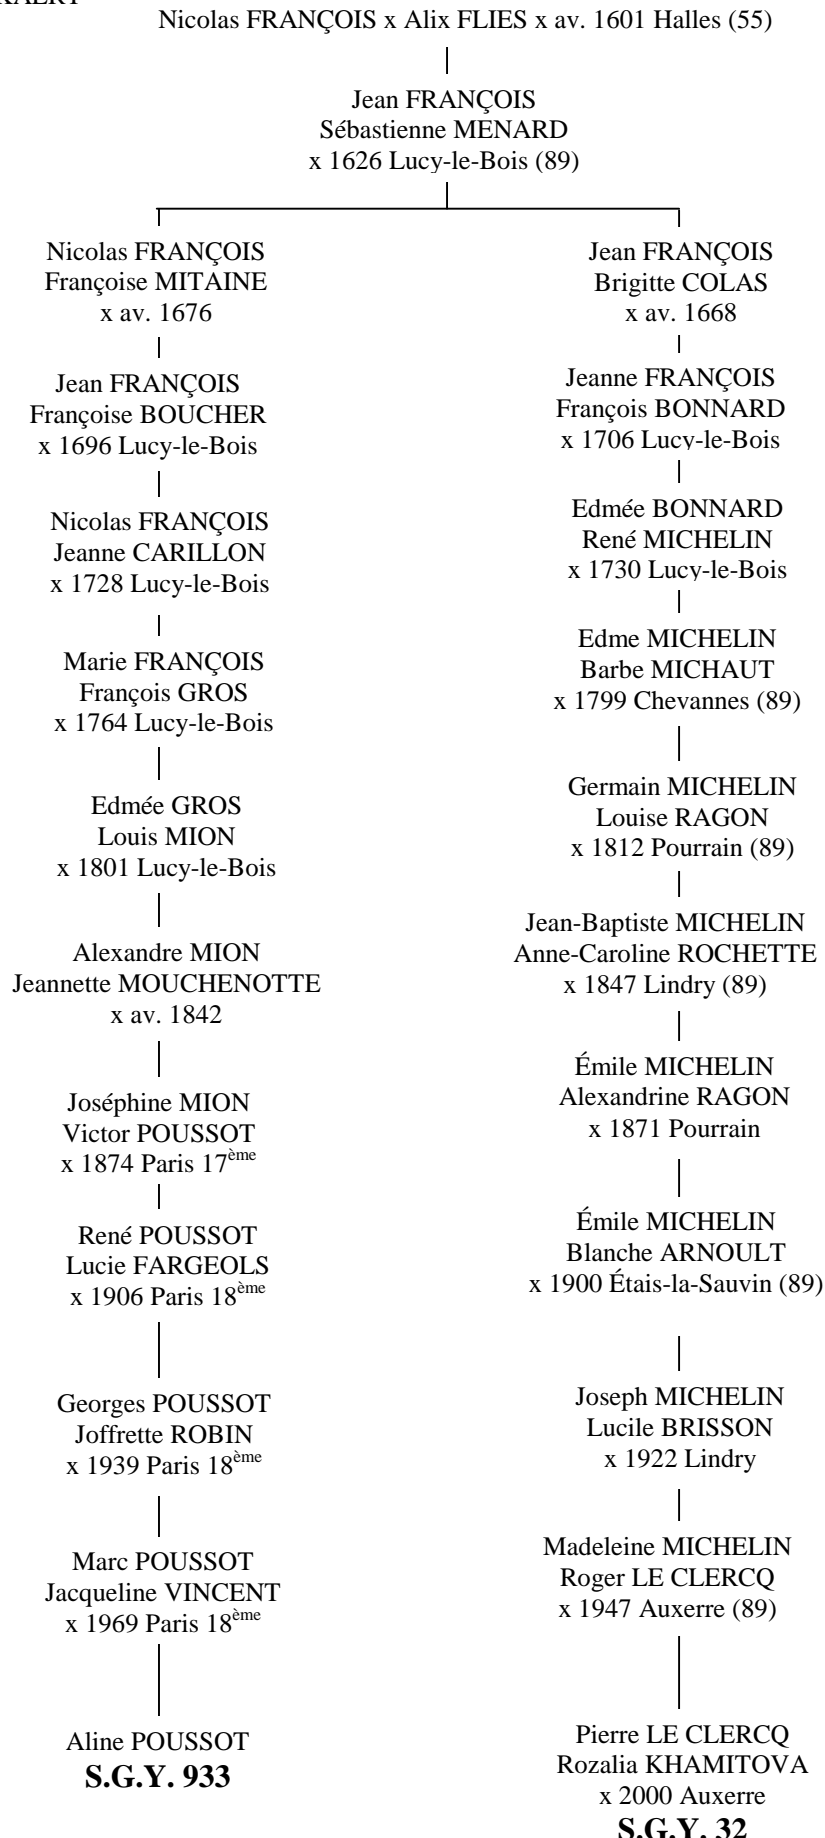 Nicolas FRANÇOIS x Alix FLIES x av. 1601 Halles (55)
Jean FRANÇOIS
Sébastienne MENARD
x 1626 Lucy-le-Bois (89)
Nicolas FRANÇOIS
Françoise MITAINE
x av. 1676
Jean FRANÇOIS
Françoise BOUCHER
x 1696 Lucy-le-Bois
Nicolas FRANÇOIS
Jeanne CARILLON
x 1728 Lucy-le-Bois
Marie FRANÇOIS
François GROS
x 1764 Lucy-le-Bois
Edmée GROS
Louis MION
x 1801 Lucy-le-Bois
Alexandre MION
Jeannette MOUCHENOTTE
x av. 1842
Joséphine MION
Victor POUSSOT
x 1874 Paris 17ème
René POUSSOT
Lucie FARGEOLS
x 1906 Paris 18ème
Georges POUSSOT
Joffrette ROBIN
x 1939 Paris 18ème
Marc POUSSOT
Jacqueline VINCENT
x 1969 Paris 18ème
Aline POUSSOT
S.G.Y. 933
Jean FRANÇOIS
Brigitte COLAS
x av. 1668
Jeanne FRANÇOIS
François BONNARD
x 1706 Lucy-le-Bois
Edmée BONNARD
René MICHELIN
x 1730 Lucy-le-Bois
Edme MICHELIN
Barbe MICHAUT
x 1799 Chevannes (89)
Germain MICHELIN
Louise RAGON
x 1812 Pourrain (89)
Jean-Baptiste MICHELIN
Anne-Caroline ROCHETTE
x 1847 Lindry (89)
Émile MICHELIN
Alexandrine RAGON
x 1871 Pourrain
Émile MICHELIN
Blanche ARNOULT
x 1900 Étais-la-Sauvin (89)
Joseph MICHELIN
Lucile BRISSON
x 1922 Lindry
Madeleine MICHELIN
Roger LE CLERCQ
x 1947 Auxerre (89)
Pierre LE CLERCQ
Rozalia KHAMITOVA
x 2000 Auxerre
S.G.Y. 32